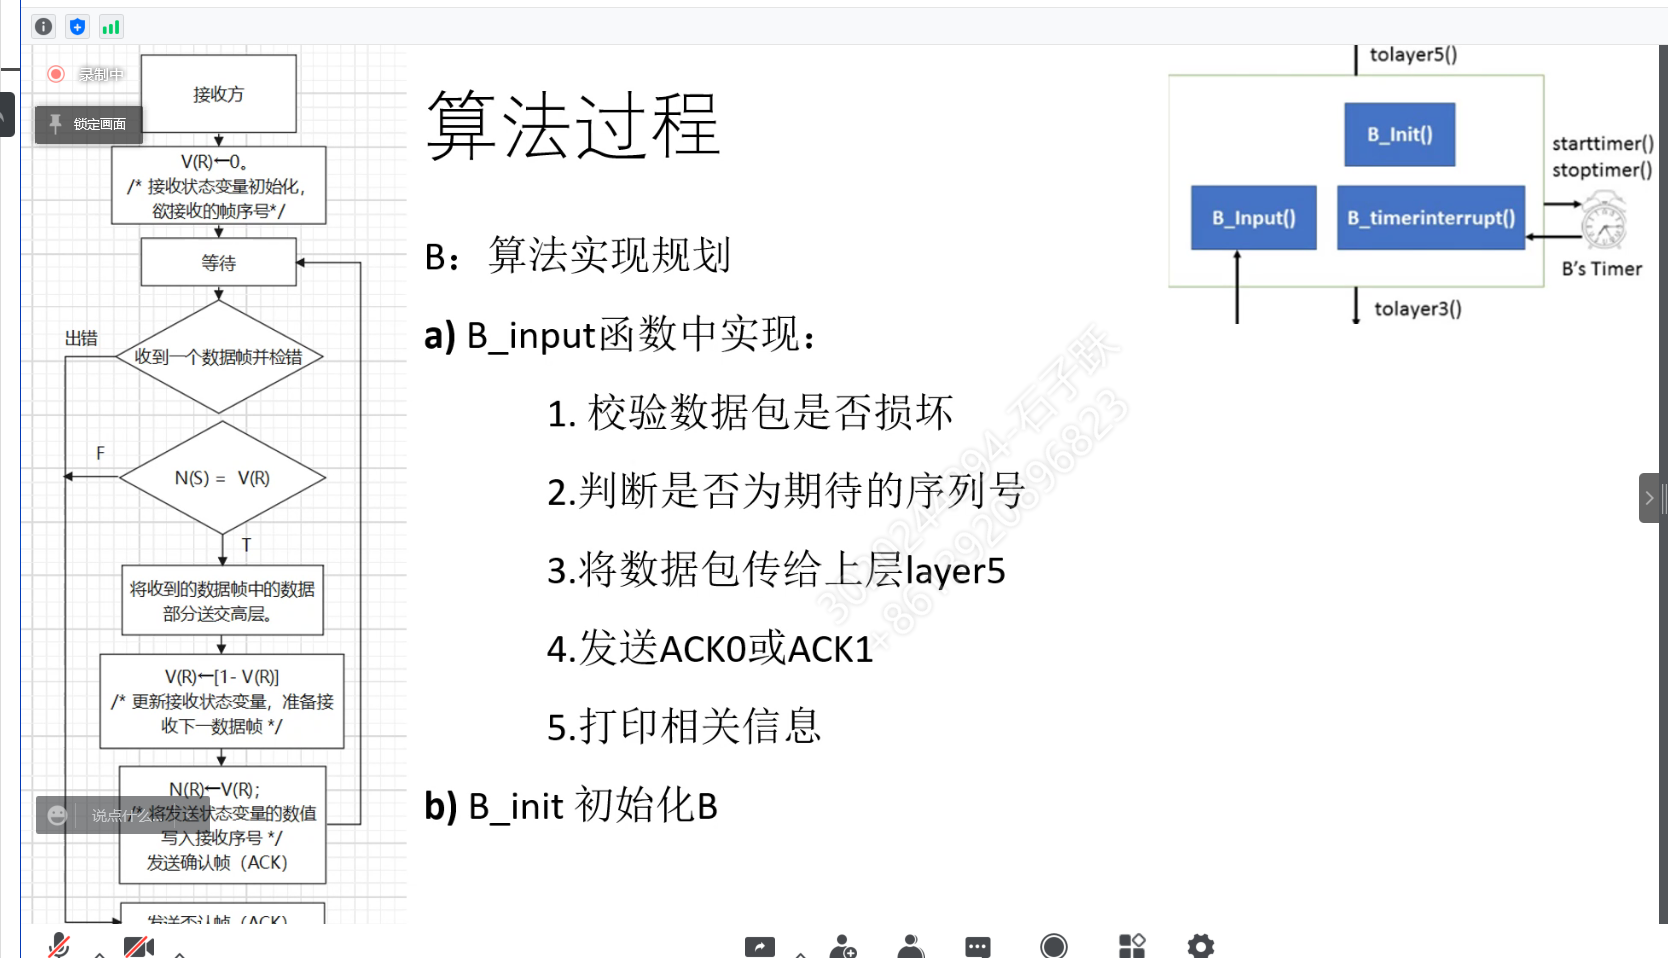 录制中
锁定画面
接收方
V(R)←0。
/* 接收状态变量初始化，
欲接收的帧序号*/
等待
出错
收到一个数据帧并检错
F
N(S) = V(R)
T
将收到的数据帧中的数据
部分送交高层。
V(R)←[1- V(R)]
/* 更新接收状态变量，准备接
收下一数据帧 */
N(R)←V(R)；
/* 将发送状态变量的数值
写入接收序号 */
发送确认帧（ACK）
说点什么...
发送否认帧（ACK）
算法过程
B：算法实现规划
a) B_input函数中实现：
1. 校验数据包是否损坏
2.判断是否为期待的序列号
3.将数据包传给上层layer5
4.发送ACK0或ACK1
5.打印相关信息
b) B_init 初始化B
tolayer5()
B_Init()
B_Input()
B_timerinterrupt()
starttimer()
stoptimer()
B’s Timer
tolayer3()
石子跃